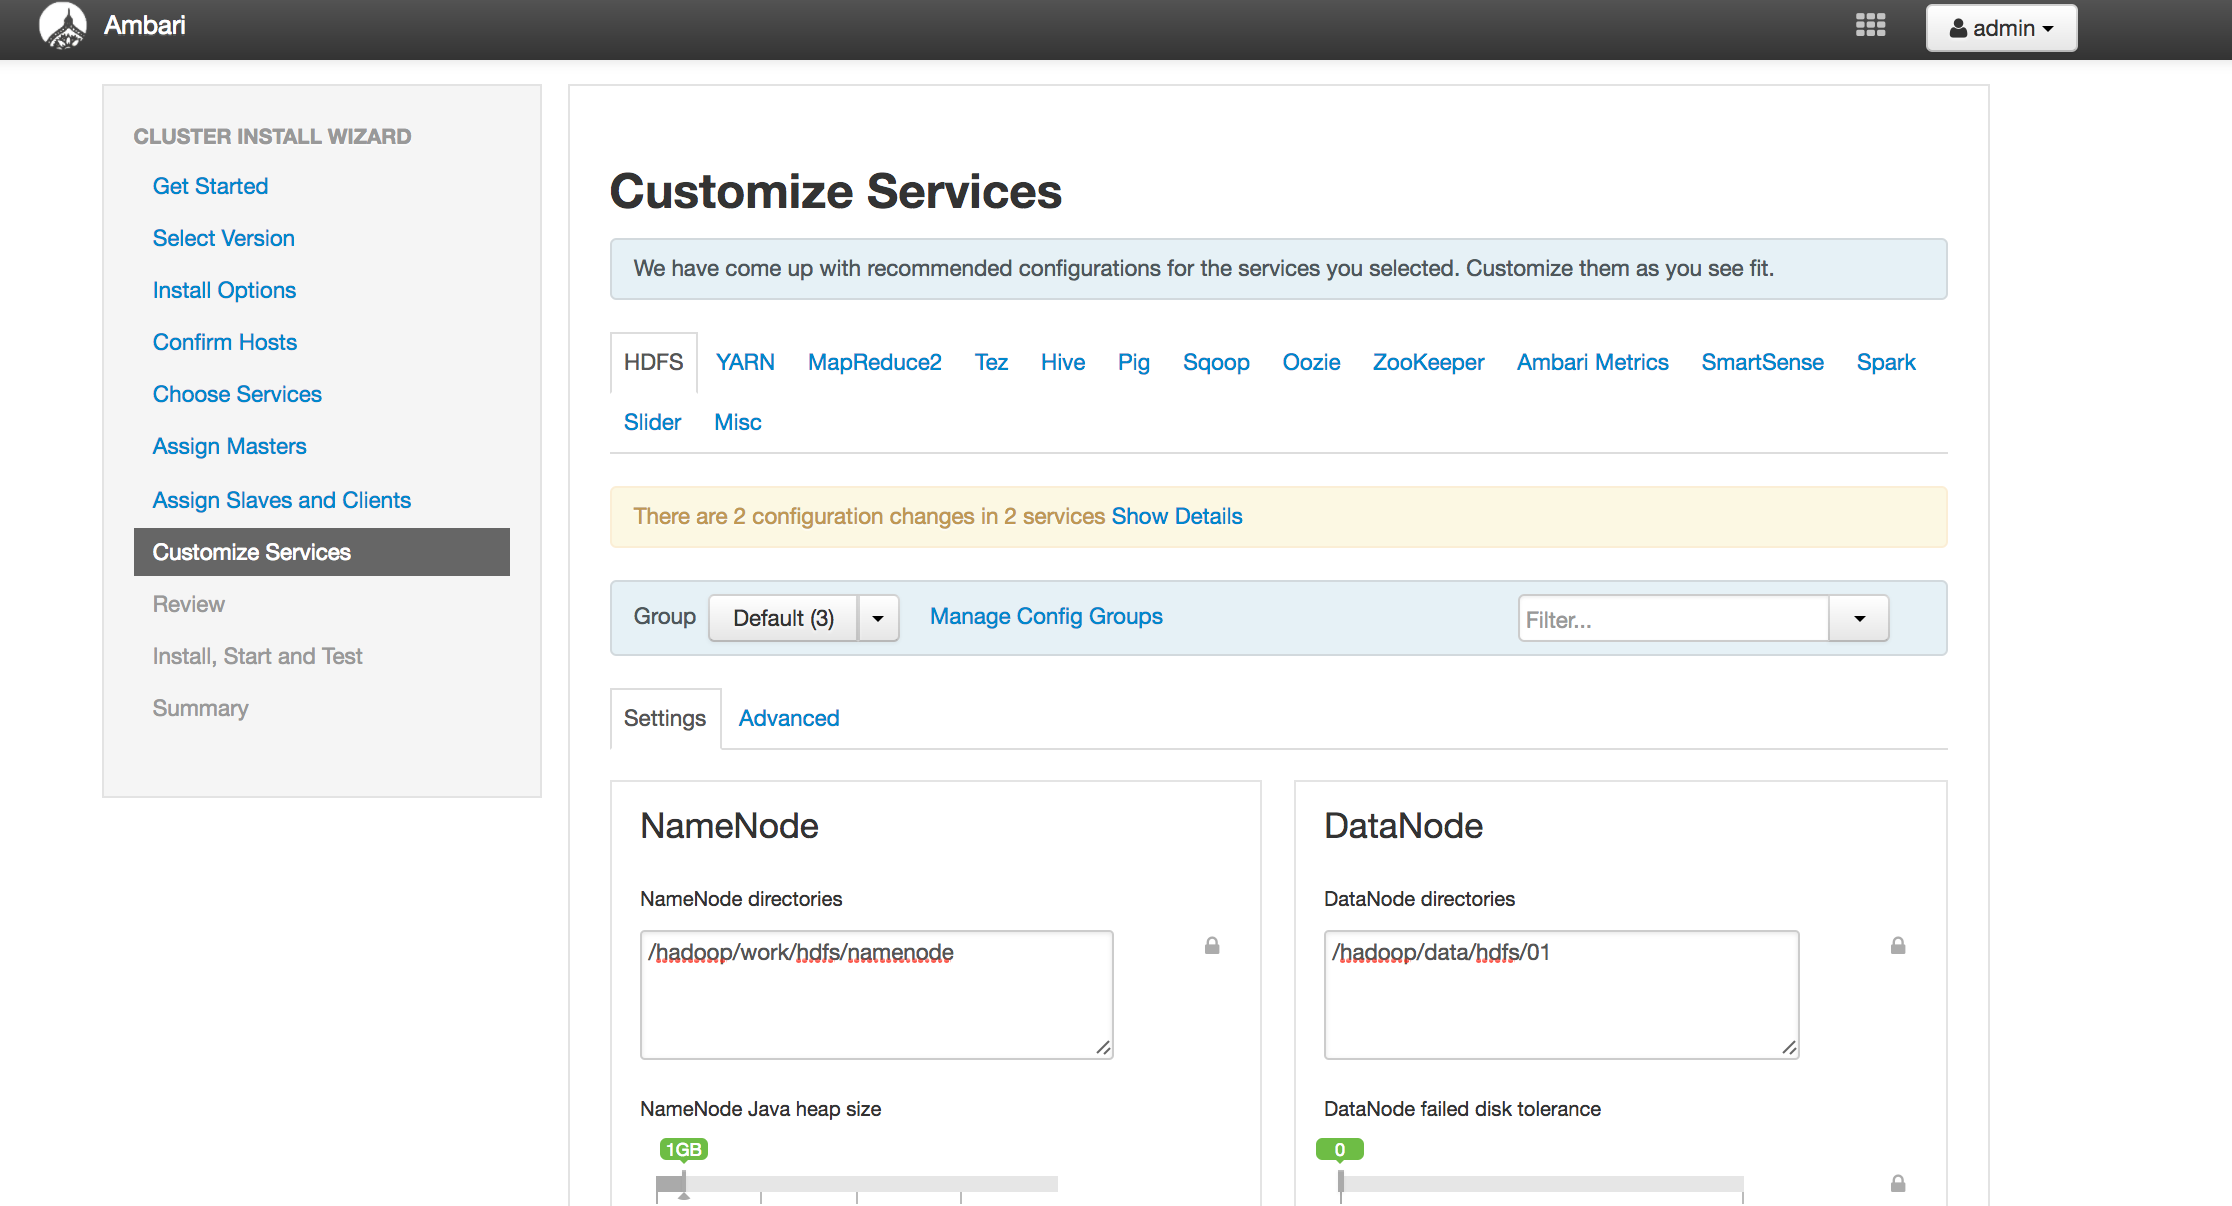 Ambari
admin
CLUSTER INSTALL WIZARD
Get Started
Select Version
Install Options
Confirm Hosts
Choose Services
Assign Masters
Assign Slaves and Clients
Customize Services
Review
Install, Start and Test
Summary
Customize Services
We have come up with recommended configurations for the services you selected. Customize them as you see fit.
HDFS YARN MapReduce2 Tez Hive Pig Sqoop Oozie ZooKeeper Ambari Metrics SmartSense Spark
Slider Misc
There are 2 configuration changes in 2 services Show Details
Group Default (3) Manage Config Groups Filter...
Settings Advanced
NameNode
NameNode directories
/hadoop/work/hdfs/namenode
NameNode Java heap size
1GB
DataNode
DataNode directories
/hadoop/data/hdfs/01
DataNode failed disk tolerance
0